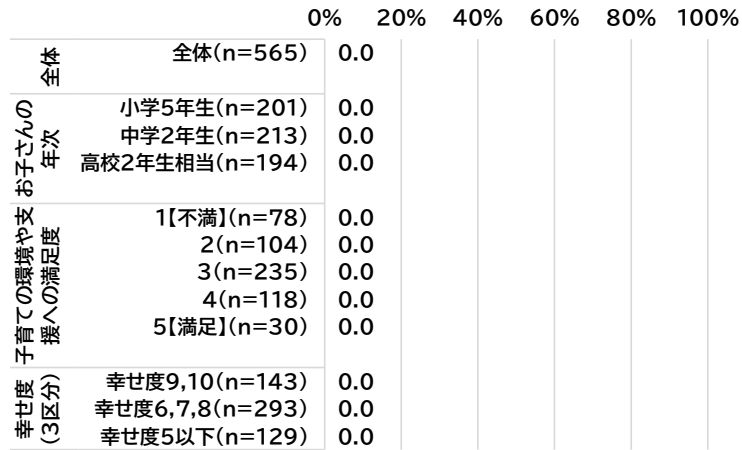 0% 20% 40% 60% 80% 100%
全体
全体(n=565) 0.0
お子さんの
年次
小学5年生(n=201) 0.0
中学2年生(n=213) 0.0
高校2年生相当(n=194) 0.0
子育ての環境や支
援への満足度
1【不満】(n=78) 0.0
2(n=104) 0.0
3(n=235) 0.0
4(n=118) 0.0
5【満足】(n=30) 0.0
幸せ度
(3区分)
幸せ度9,10(n=143) 0.0
幸せ度6,7,8(n=293) 0.0
幸せ度5以下(n=129) 0.0